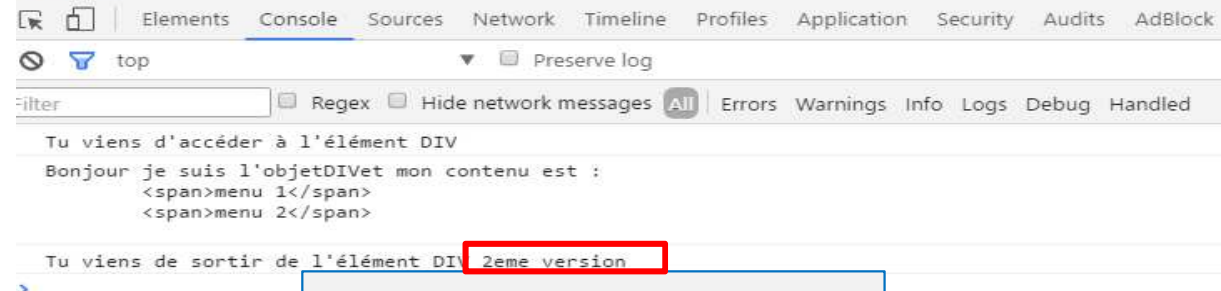 Elements Console Sources Network Timeline Profiles Application Security Audits AdBlock
top Preserve log
Filter Regex Hide network messages All Errors Warnings Info Logs Debug Handled
Tu viens d'accéder à l'élément DIV
Bonjour je suis l'objetDIVet mon contenu est :
<span>menu 1</span>
<span>menu 2</span>
Tu viens de sortir de l'élément DIV 2eme version
>